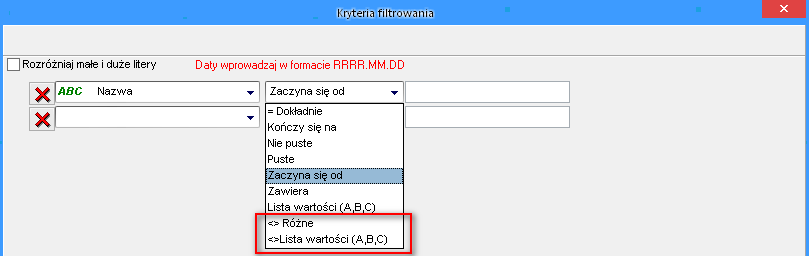 Kryteria filtrowania
Rozróżniaj małe i duże litery Daty wprowadzaj w formacie RRRR.MM.DD
ABC Nazwa Zaczyna się od
= Dokładnie
Kończy się na
Nie puste
Puste
Zaczyna się od
Zawiera
Lista wartości (A,B,C)
<> Różne
<>Lista wartości (A,B,C)